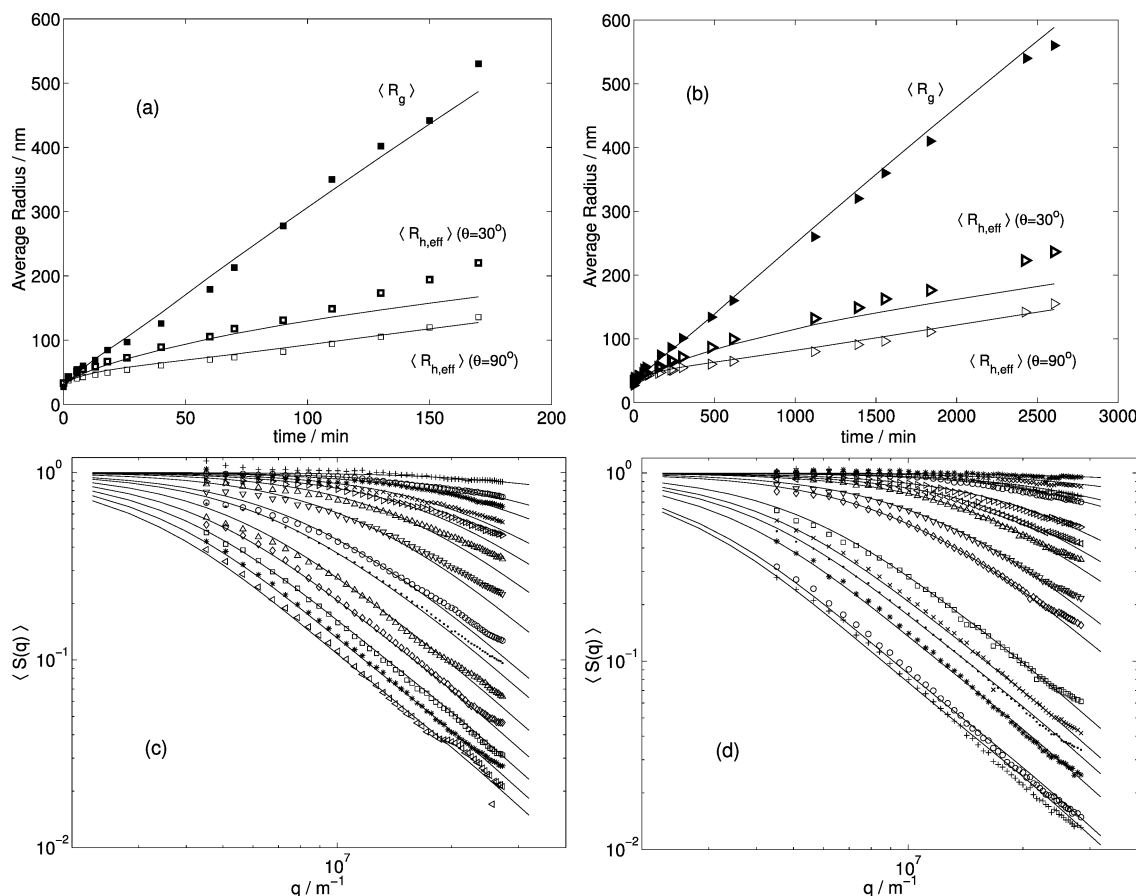 600
500
400
300
200
100
0
Average Radius / nm
(a)
⟨ R_g ⟩
⟨ R_h,eff ⟩ (θ=30°)
⟨ R_h,eff ⟩ (θ=90°)
0 50 100 150 200
time / min
600
500
400
300
200
100
0
Average Radius / nm
(b)
⟨ R_g ⟩
⟨ R_h,eff ⟩ (θ=30°)
⟨ R_h,eff ⟩ (θ=90°)
0 500 1000 1500 2000 2500 3000
time / min
10^0
10^-1
10^-2
⟨ S(q) ⟩
(c)
10^7
q / m^-1
10^0
10^-1
10^-2
⟨ S(q) ⟩
(d)
10^7
q / m^-1